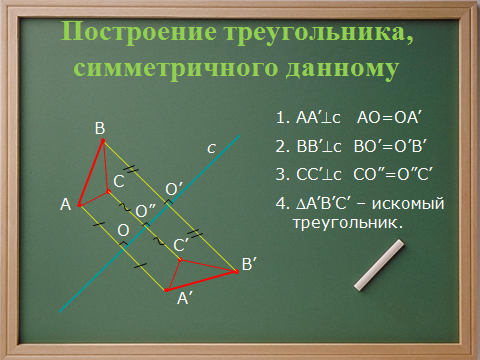 Построение треугольника,
симметричного данному
1. AA′⊥c AO=OA′
2. BB′⊥c BO′=O′B′
3. CC′⊥c CO″=O″C′
4. ∆A′B′C′ – искомый
треугольник.
B
c
C
A
O′
O″
O
C′
B′
A′